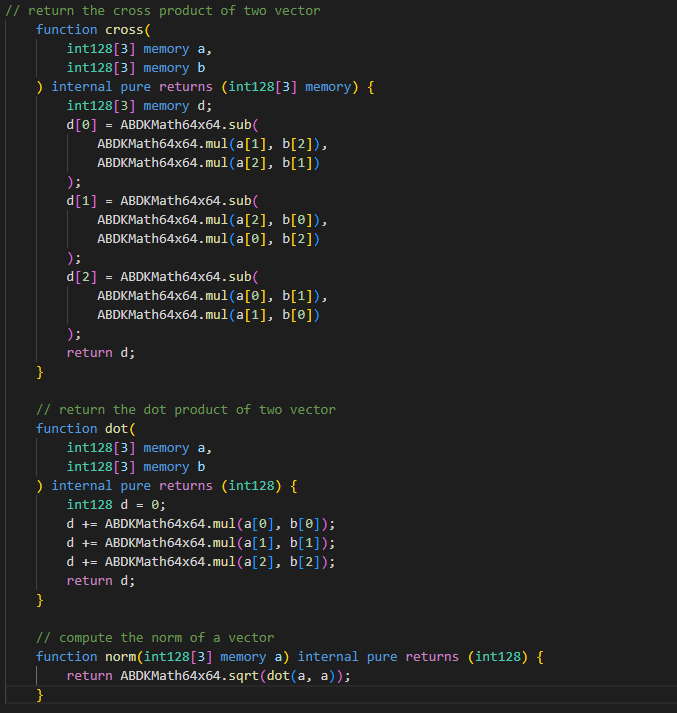 // return the cross product of two vector
function cross(
int128[3] memory a,
int128[3] memory b
) internal pure returns (int128[3] memory) {
int128[3] memory d;
d[0] = ABDKMath64x64.sub(
ABDKMath64x64.mul(a[1], b[2]),
ABDKMath64x64.mul(a[2], b[1])
);
d[1] = ABDKMath64x64.sub(
ABDKMath64x64.mul(a[2], b[0]),
ABDKMath64x64.mul(a[0], b[2])
);
d[2] = ABDKMath64x64.sub(
ABDKMath64x64.mul(a[0], b[1]),
ABDKMath64x64.mul(a[1], b[0])
);
return d;
}
// return the dot product of two vector
function dot(
int128[3] memory a,
int128[3] memory b
) internal pure returns (int128) {
int128 d = 0;
d += ABDKMath64x64.mul(a[0], b[0]);
d += ABDKMath64x64.mul(a[1], b[1]);
d += ABDKMath64x64.mul(a[2], b[2]);
return d;
}
// compute the norm of a vector
function norm(int128[3] memory a) internal pure returns (int128) {
return ABDKMath64x64.sqrt(dot(a, a));
}